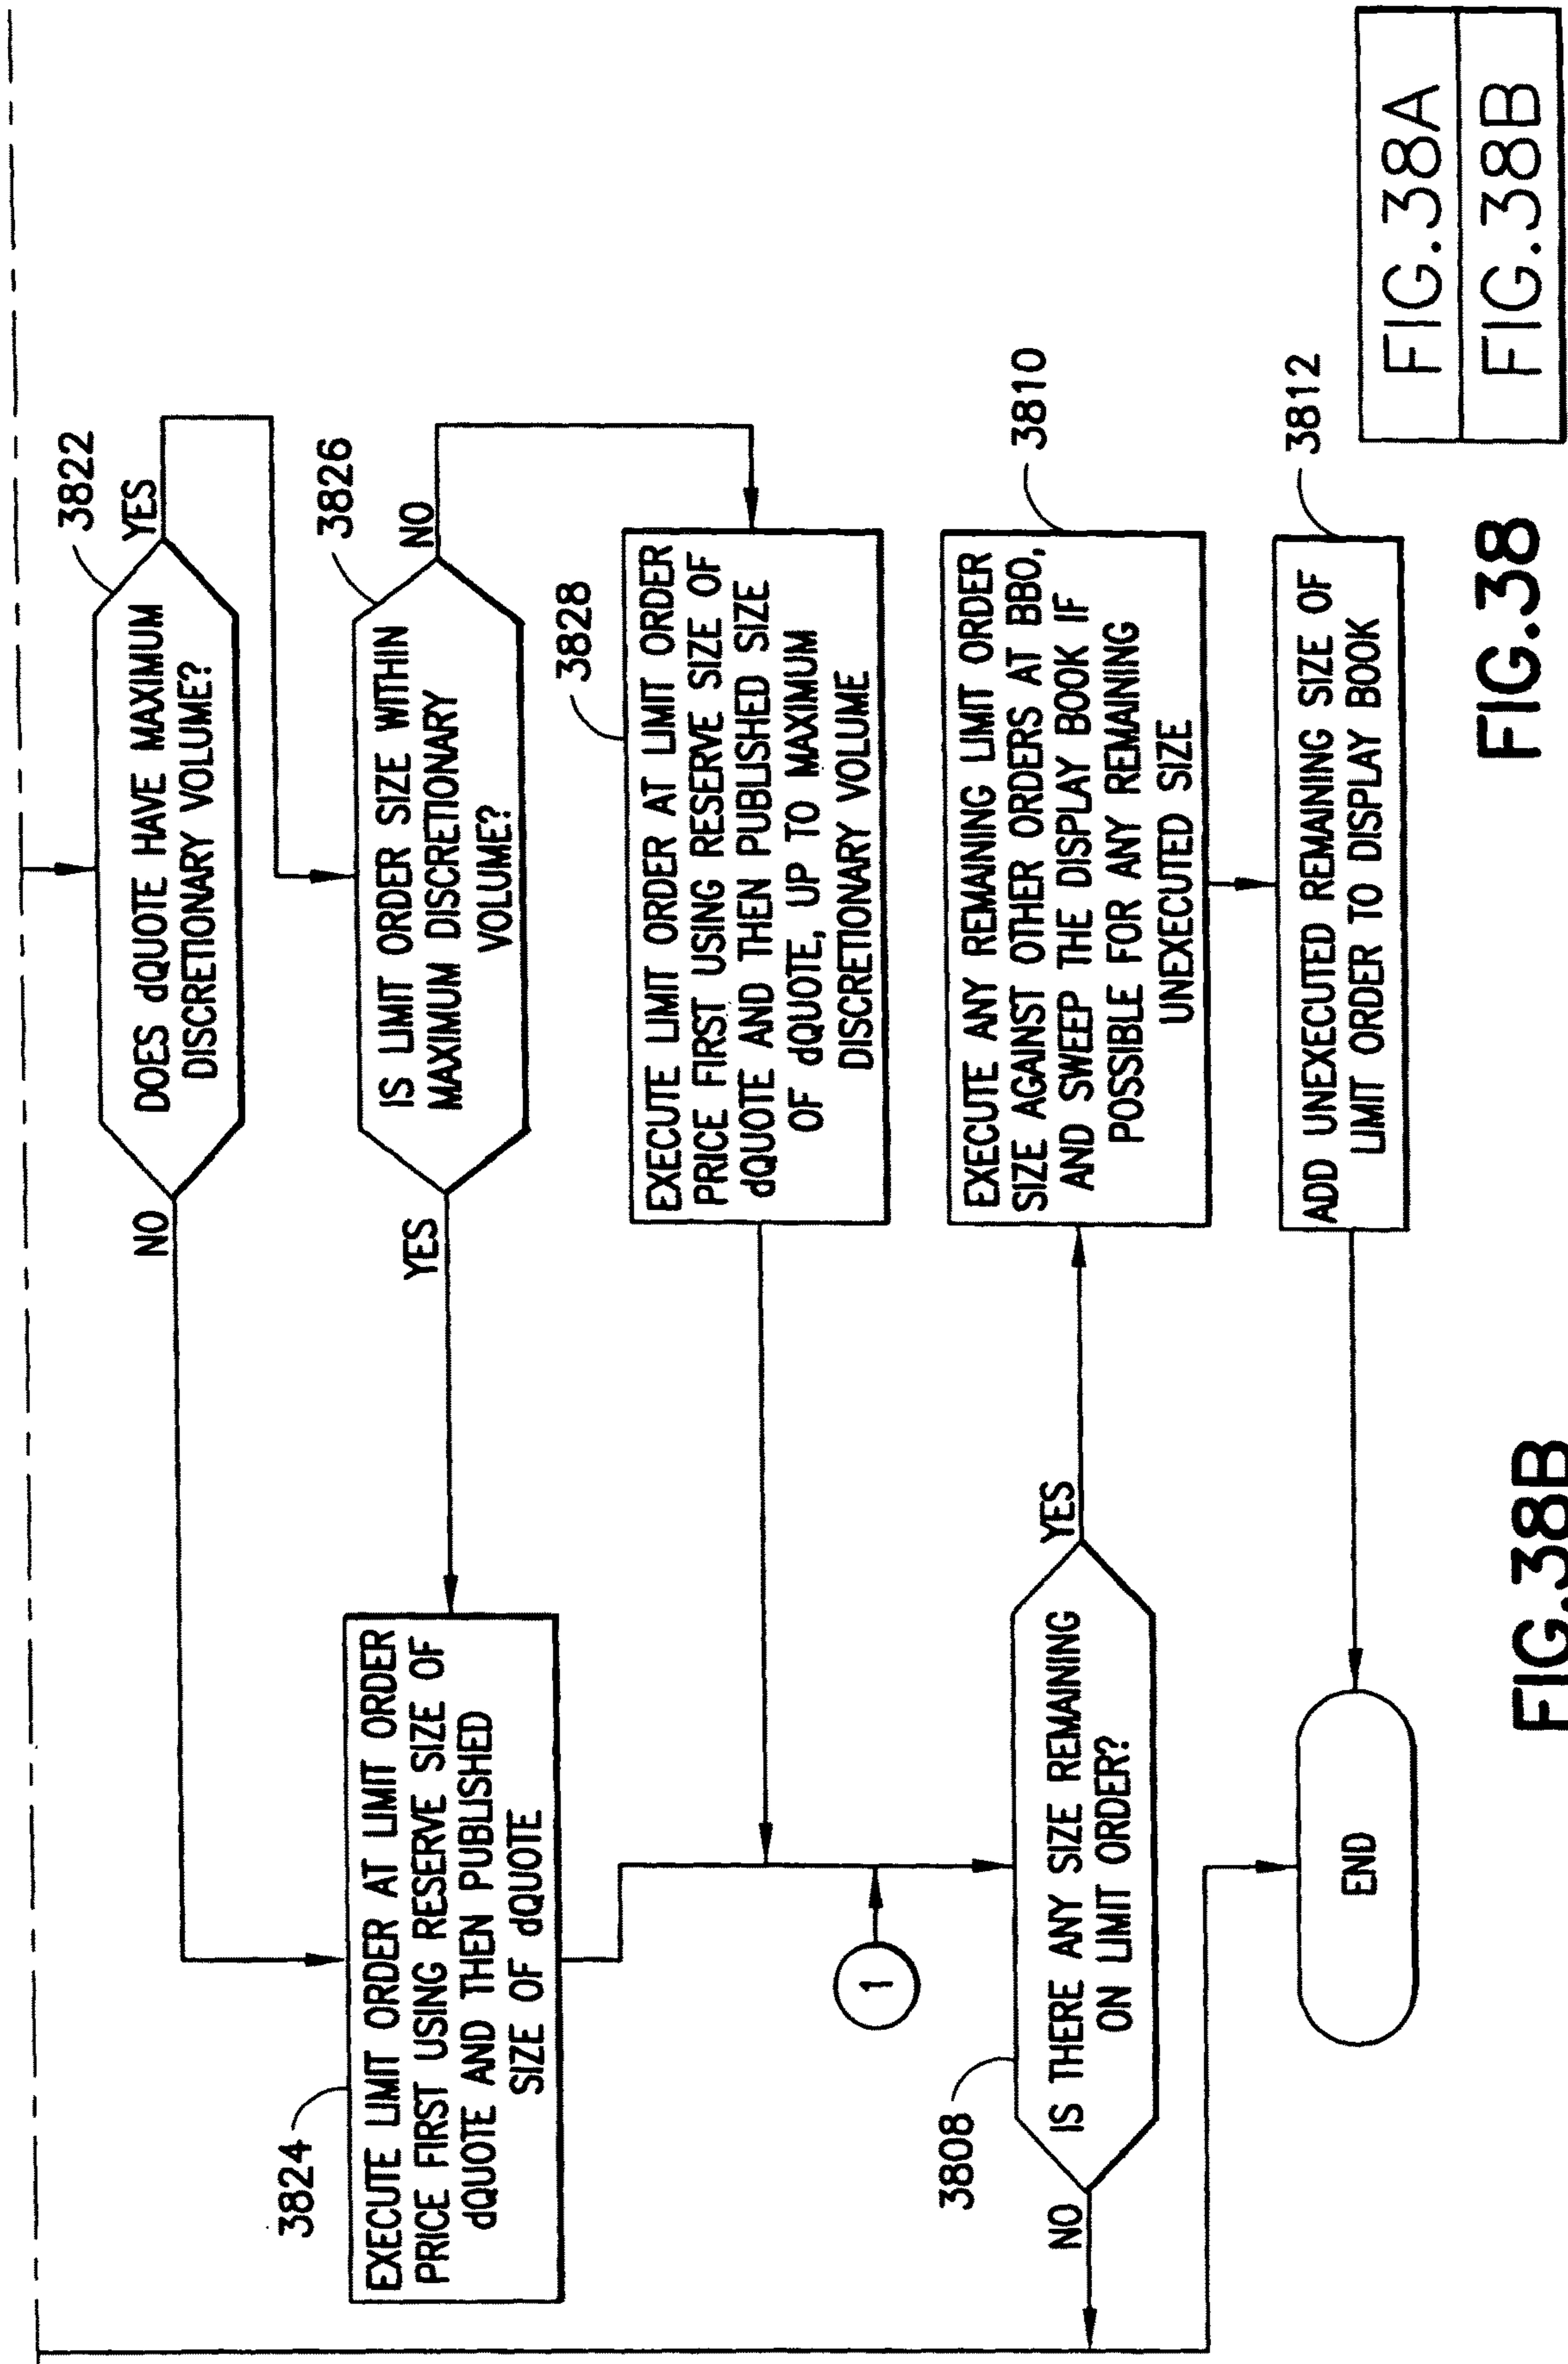 3822
DOES dQUOTE HAVE MAXIMUM
DISCRETIONARY VOLUME?
NO
YES
3826
IS LIMIT ORDER SIZE WITHIN
MAXIMUM DISCRETIONARY
VOLUME?
YES
NO
3824
EXECUTE LIMIT ORDER AT LIMIT ORDER
PRICE FIRST USING RESERVE SIZE OF
dQUOTE AND THEN PUBLISHED
SIZE OF dQUOTE
3828
EXECUTE LIMIT ORDER AT LIMIT ORDER
PRICE FIRST USING RESERVE SIZE OF
dQUOTE AND THEN PUBLISHED SIZE
OF dQUOTE, UP TO MAXIMUM
DISCRETIONARY VOLUME
1
3808
IS THERE ANY SIZE REMAINING
ON LIMIT ORDER?
NO
YES
3810
EXECUTE ANY REMAINING LIMIT ORDER
SIZE AGAINST OTHER ORDERS AT BBO,
AND SWEEP THE DISPLAY BOOK IF
POSSIBLE FOR ANY REMAINING
UNEXECUTED SIZE
3812
ADD UNEXECUTED REMAINING SIZE OF
LIMIT ORDER TO DISPLAY BOOK
END
FIG.38B
FIG.38
FIG.38A
FIG.38B